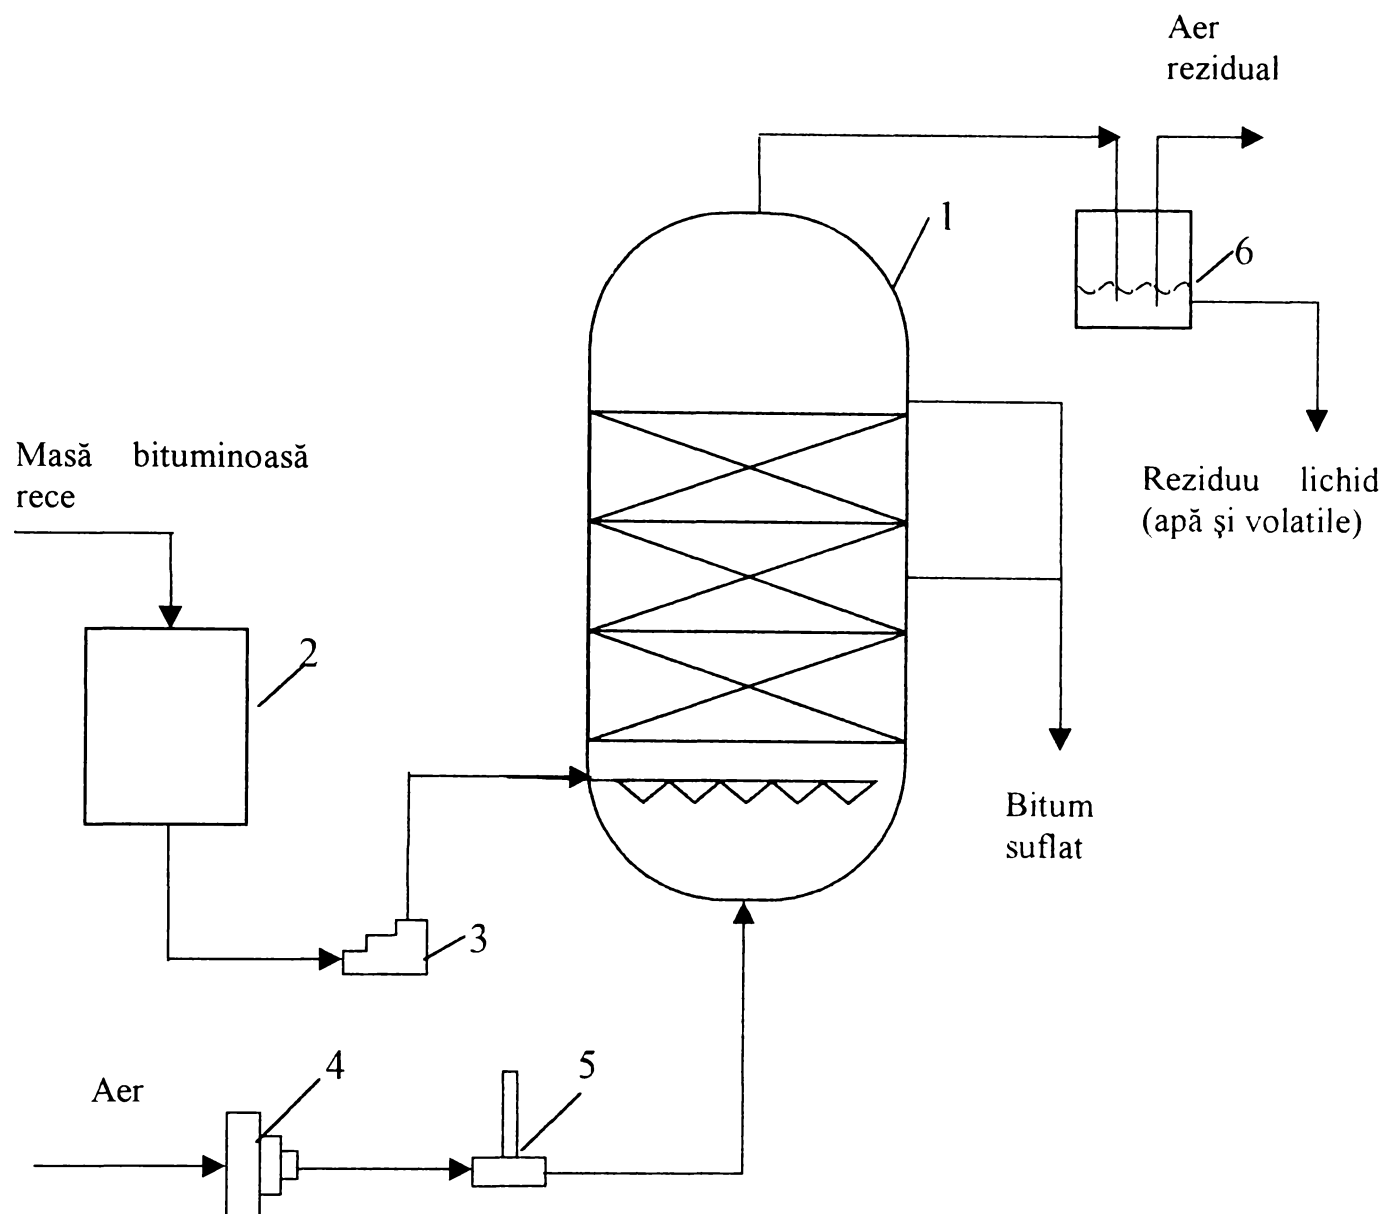 Aer
rezidual
1
6
Masă bituminoasă
rece
Reziduu lichid
(apă şi volatile)
2
Bitum
suflat
3
4
5
Aer